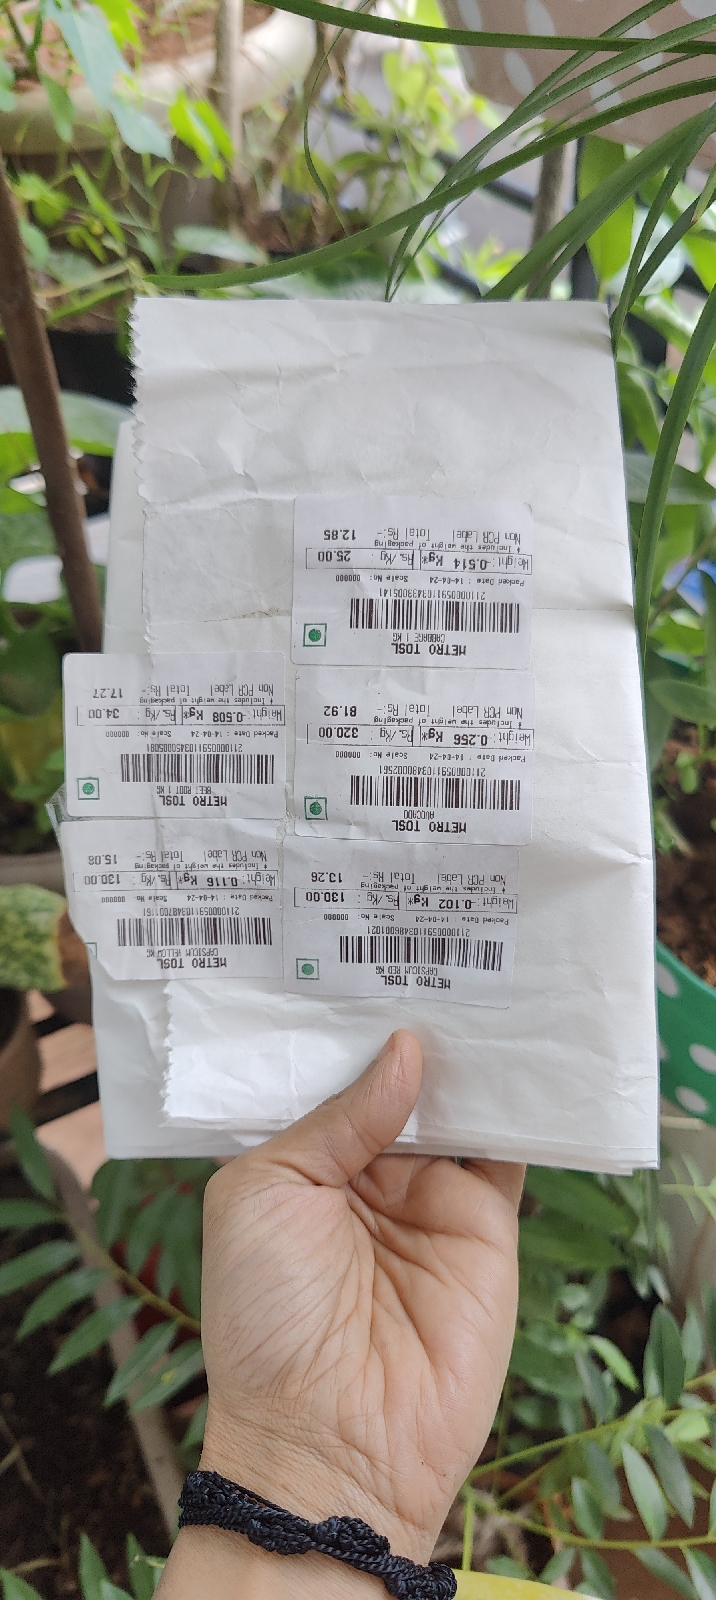 METRO TOSL
CAPSICUM RED KG
2110000591103486001021
Packed Date : 14-04-24 Scale No: 000000
Weight: 0.102 Kg* Rs./Kg : 130.00
* Includes the weight of packaging
Non PCR Label Total Rs:- 13.26
METRO TOSL
CAPSICUM YELLOW KG
2110000591103487001161
Packed Date : 14-04-24 Scale No: 000000
Weight: 0.116 Kg* Rs./Kg : 130.00
* Includes the weight of packaging
Non PCR Label Total Rs:- 15.08
METRO TOSL
AVOCADO
2110000591103438002561
Packed Date : 14-04-24 Scale No: 000000
Weight: 0.256 Kg* Rs./Kg : 320.00
* Includes the weight of packaging
Non PCR Label Total Rs:- 81.92
METRO TOSL
BEET ROOT 1 KG
2110000591103450005081
Packed Date : 14-04-24 Scale No: 000000
Weight: 0.508 Kg* Rs./Kg : 34.00
* Includes the weight of packaging
Non PCR Label Total Rs:- 17.27
METRO TOSL
CABBAGE 1 KG
2110000591103433005141
Packed Date : 14-04-24 Scale No: 000000
Weight: 0.514 Kg* Rs./Kg : 25.00
* Includes the weight of packaging
Non PCR Label Total Rs:- 12.85